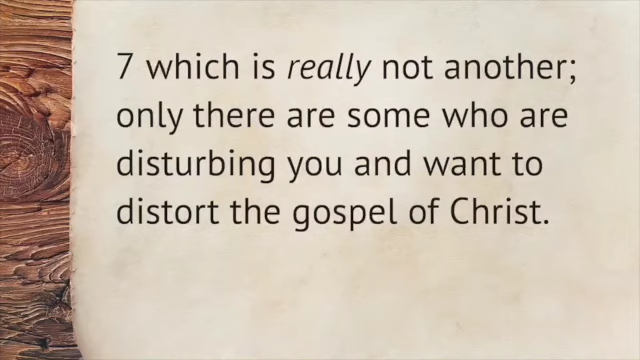 7 which is really not another;
only there are some who are
disturbing you and want to
distort the gospel of Christ.